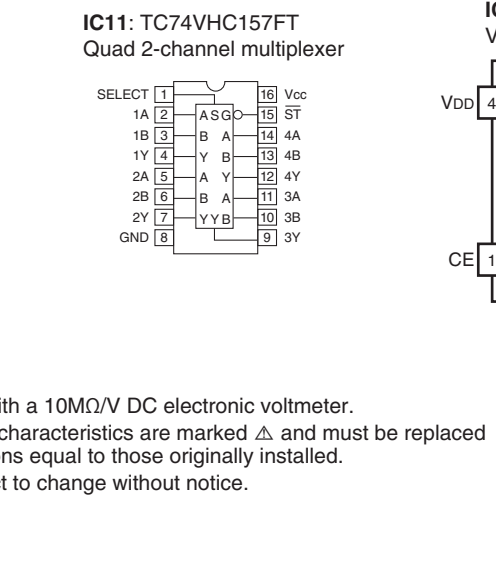 IC11: TC74VHC157FT
Quad 2-channel multiplexer
SELECT 1 16 Vcc
1A 2 A S G 15 ST
1B 3 B A 14 4A
1Y 4 Y B 13 4B
2A 5 A Y 12 4Y
2B 6 B A 11 3A
2Y 7 Y Y B 10 3B
GND 8 9 3Y
VDD 4
CE 1
ith a 10MΩ/V DC electronic voltmeter.
characteristics are marked ⚠ and must be replaced
ns equal to those originally installed.
ct to change without notice.